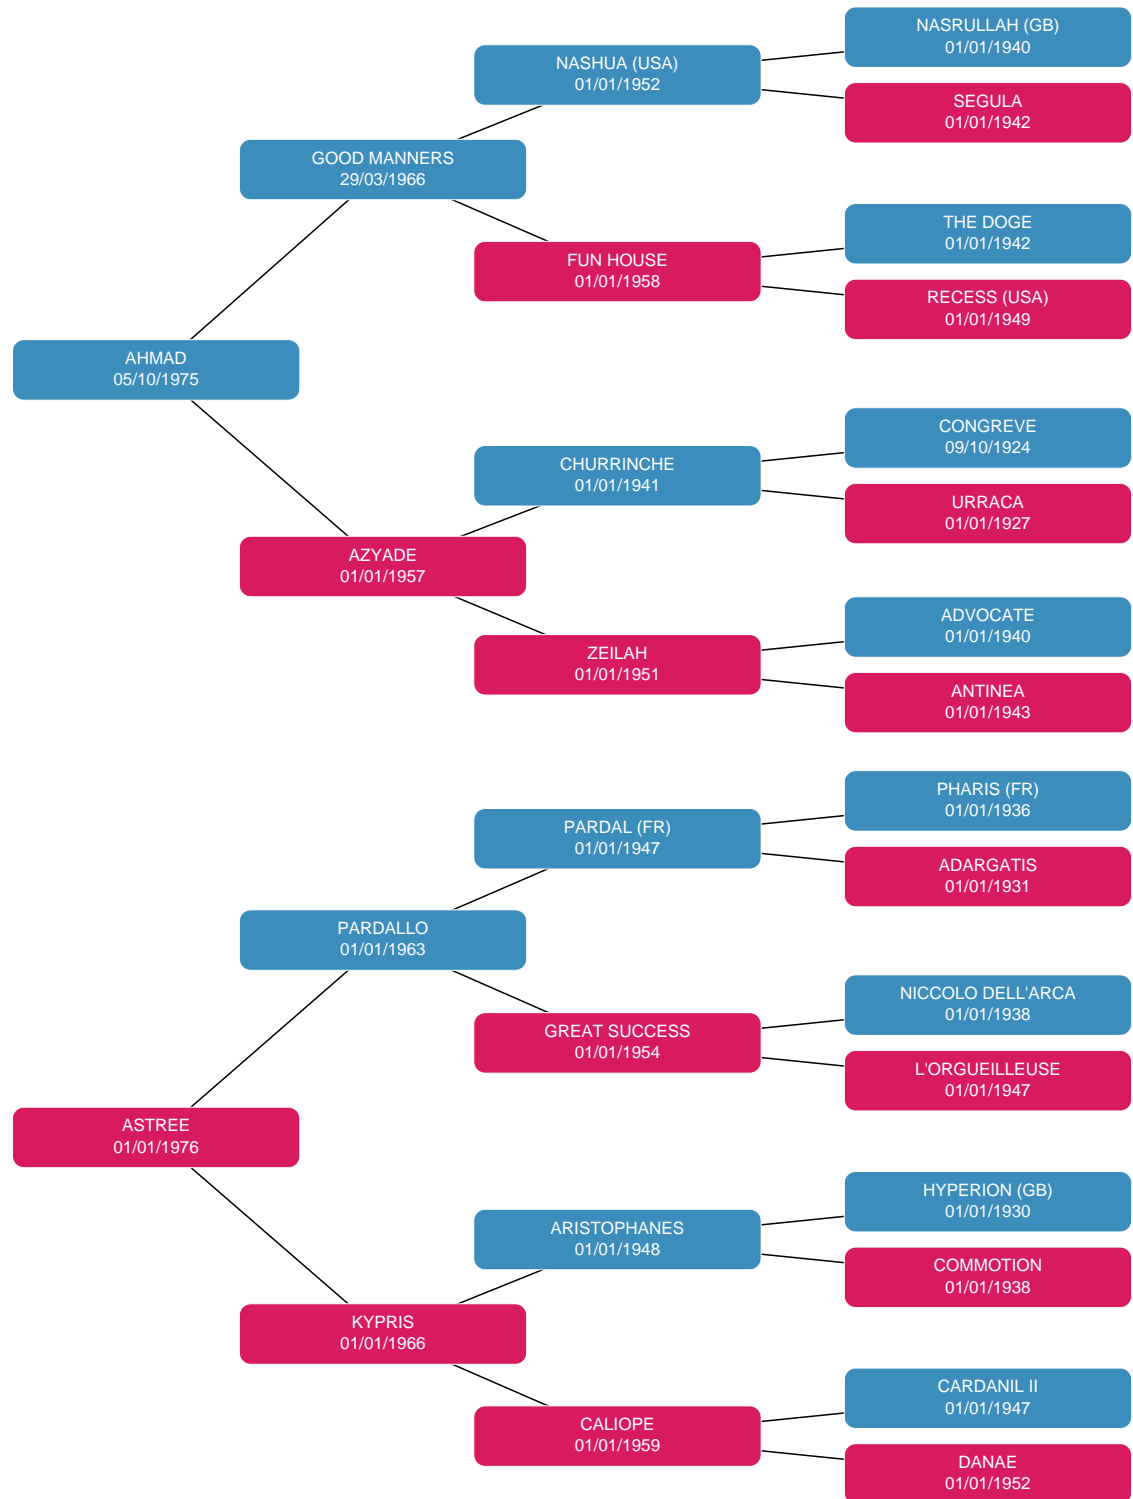 NASRULLAH (GB)
01/01/1940
NASHUA (USA)
01/01/1952
SEGULA
01/01/1942
GOOD MANNERS
29/03/1966
THE DOGE
01/01/1942
FUN HOUSE
01/01/1958
RECESS (USA)
01/01/1949
AHMAD
05/10/1975
CONGREVE
09/10/1924
CHURRINCHE
01/01/1941
URRACA
01/01/1927
AZYADE
01/01/1957
ADVOCATE
01/01/1940
ZEILAH
01/01/1951
ANTINEA
01/01/1943
PHARIS (FR)
01/01/1936
PARDAL (FR)
01/01/1947
ADARGATIS
01/01/1931
PARDALLO
01/01/1963
NICCOLO DELL'ARCA
01/01/1938
GREAT SUCCESS
01/01/1954
L'ORGUEILLEUSE
01/01/1947
ASTREE
01/01/1976
HYPERION (GB)
01/01/1930
ARISTOPHANES
01/01/1948
COMMOTION
01/01/1938
KYPRIS
01/01/1966
CARDANIL II
01/01/1947
CALIOPE
01/01/1959
DANAE
01/01/1952